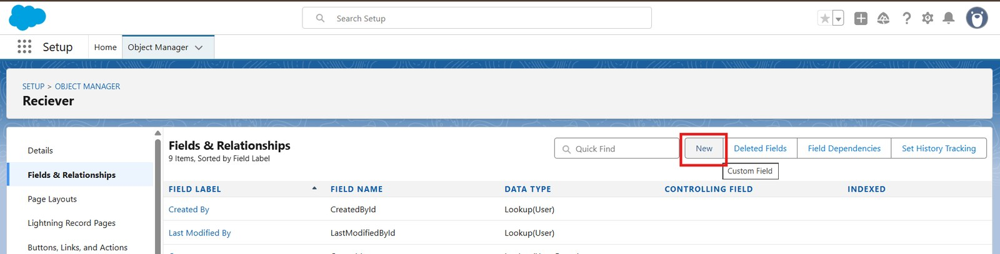 Search Setup
Setup Home Object Manager
SETUP > OBJECT MANAGER
Reciever
Details
Fields & Relationships
Page Layouts
Lightning Record Pages
Buttons, Links, and Actions
Fields & Relationships
9 Items, Sorted by Field Label
Quick Find New Deleted Fields Field Dependencies Set History Tracking
Custom Field
FIELD LABEL FIELD NAME DATA TYPE CONTROLLING FIELD INDEXED
Created By CreatedById Lookup(User)
Last Modified By LastModifiedById Lookup(User)